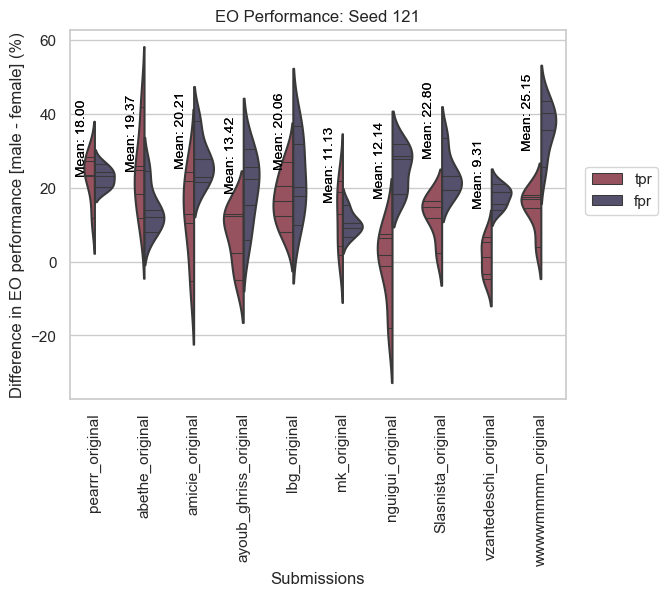 EO Performance: Seed 121
Difference in EO performance [male - female] (%)
60
40
20
0
−20
Mean: 18.00
Mean: 19.37
Mean: 20.21
Mean: 13.42
Mean: 20.06
Mean: 11.13
Mean: 12.14
Mean: 22.80
Mean: 9.31
Mean: 25.15
tpr
fpr
pearrr_original
abethe_original
amicie_original
ayoub_ghriss_original
lbg_original
mk_original
nguigui_original
Slasnista_original
vzantedeschi_original
wwwwmmmm_original
Submissions